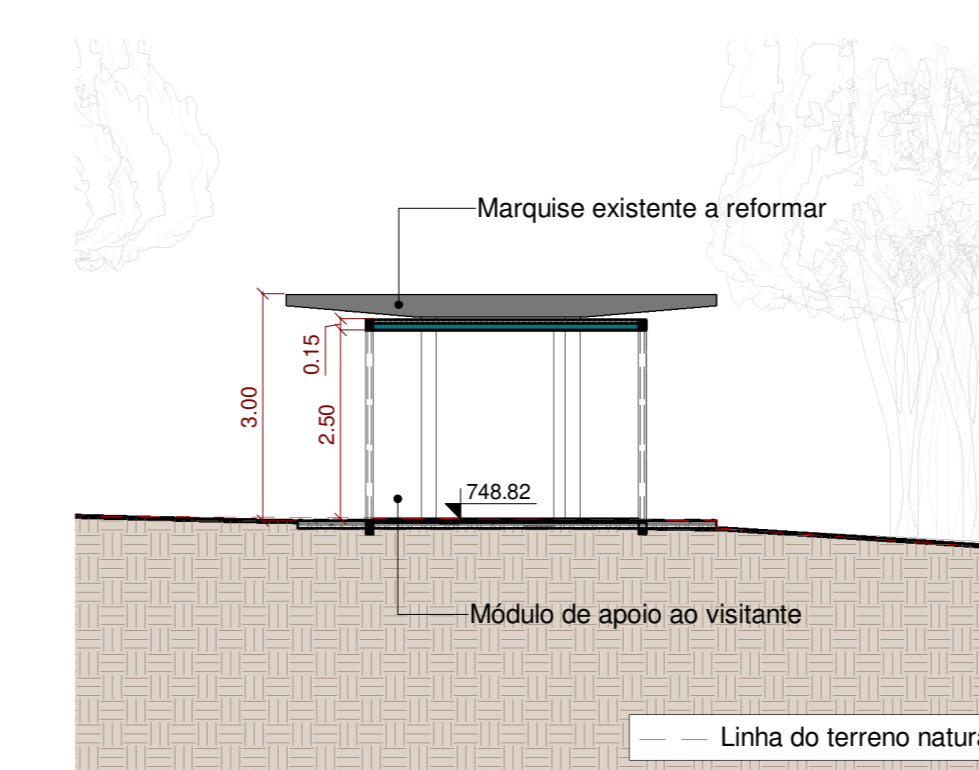 Marquise existente a reformar
0.15
3.00
2.50
748.82
Módulo de apoio ao visitante
Linha do terreno natura